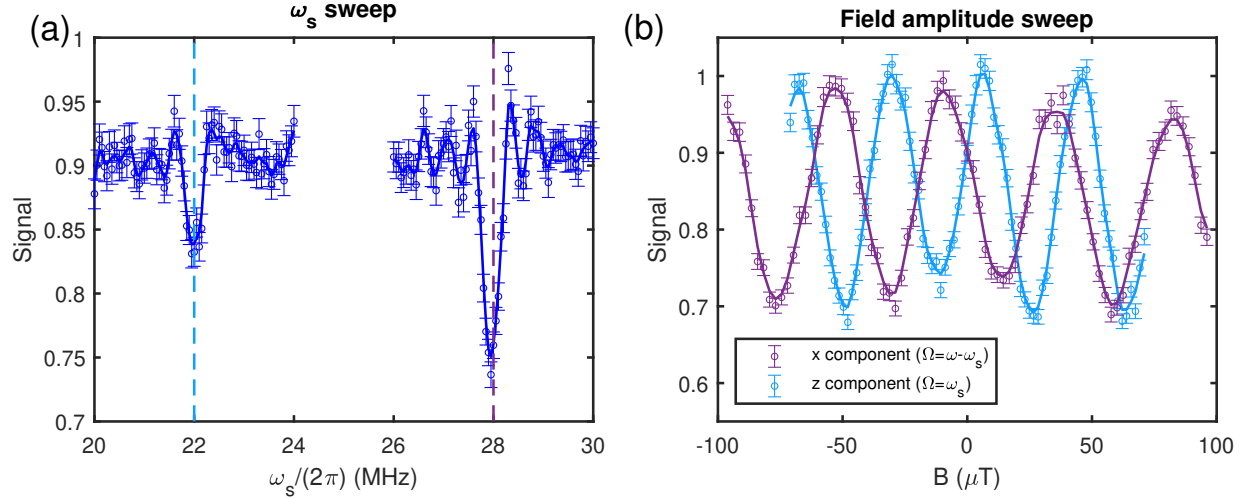 (a)
ω_s sweep
1
0.95
0.9
0.85
0.8
0.75
0.7
Signal
20 22 24 26 28 30
ω_s/(2π) (MHz)
(b)
Field amplitude sweep
1
0.9
0.8
0.7
0.6
Signal
x component (Ω=ω-ω_s)
z component (Ω=ω_s)
-100 -50 0 50 100
B (μT)